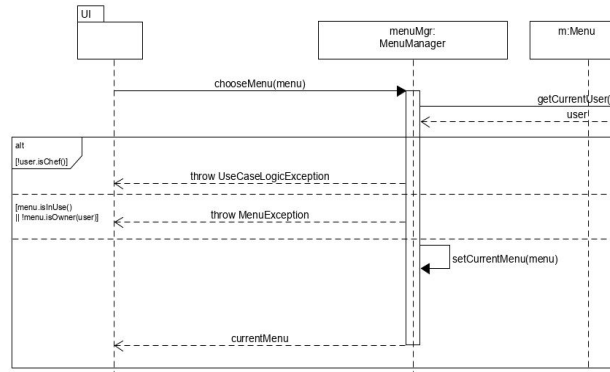 UI
menuMgr:
MenuManager
m:Menu
chooseMenu(menu)
getCurrentUser(
user
alt
[!user.isChef()]
throw UseCaseLogicException
[menu.isInUse()
|| !menu.isOwner(user)]
throw MenuException
setCurrentMenu(menu)
currentMenu